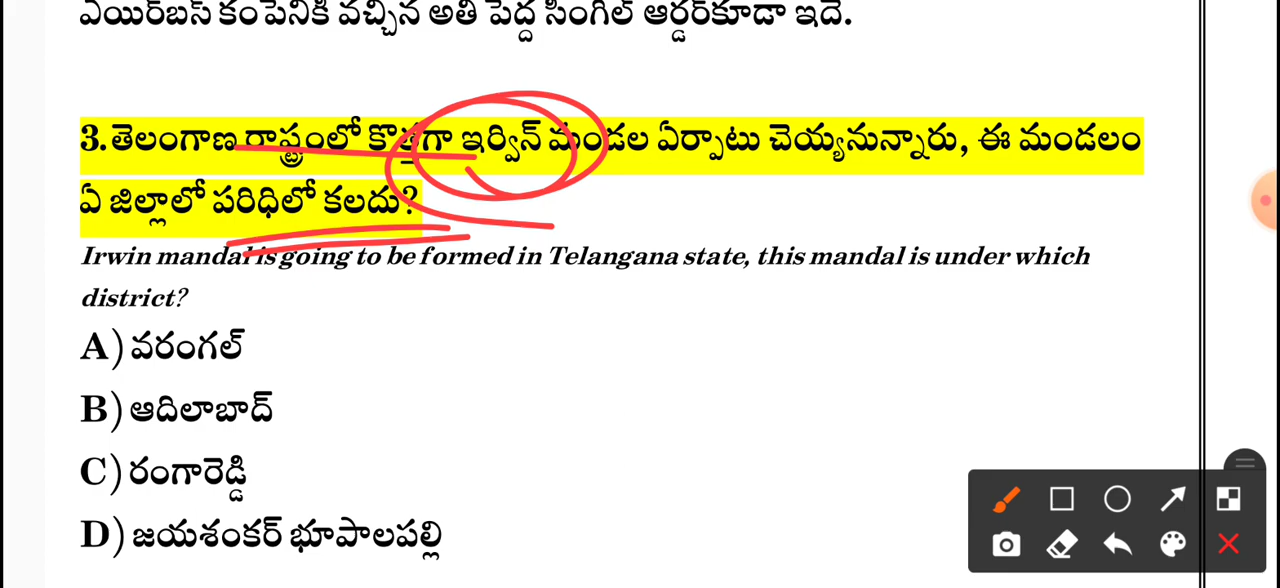 ఎయిర్‌బస్ కంపెనీకి వచ్చిన అతి పెద్ద సింగిల్ ఆర్డర్‌కూడా ఇదే.
3.తెలంగాణ రాష్ట్రంలో కొత్తగా ఇర్విన్ మండల ఏర్పాటు చెయ్యనున్నారు, ఈ మండలం
ఏ జిల్లాలో పరిధిలో కలదు?
Irwin mandal is going to be formed in Telangana state, this mandal is under which
district?
A) వరంగల్
B) ఆదిలాబాద్
C) రంగారెడ్డి
D) జయశంకర్ భూపాలపల్లి